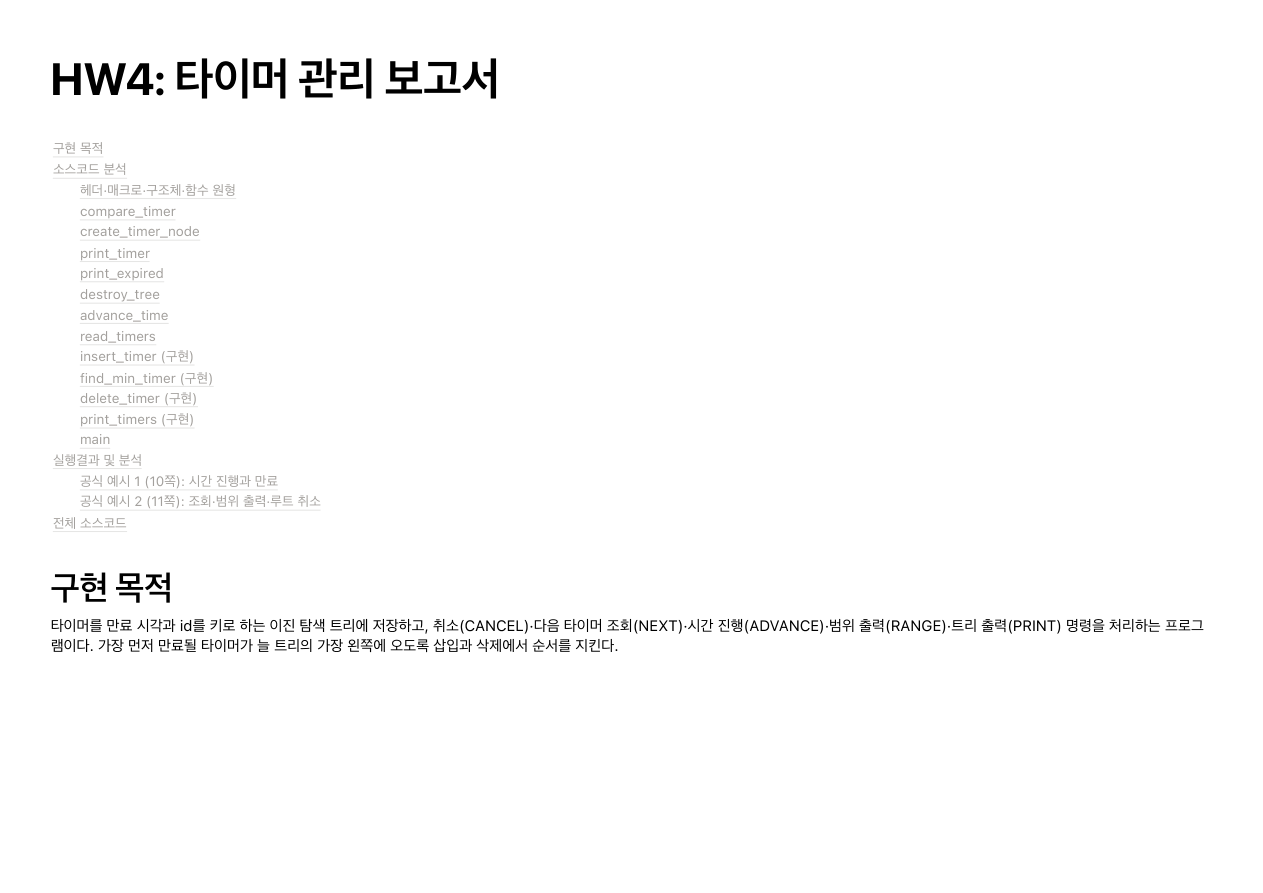 HW4: 타이머 관리 보고서
구현 목적
소스코드 분석
헤더·매크로·구조체·함수 원형
compare_timer
create_timer_node
print_timer
print_expired
destroy_tree
advance_time
read_timers
insert_timer (구현)
find_min_timer (구현)
delete_timer (구현)
print_timers (구현)
main
실행결과 및 분석
공식 예시 1 (10쪽): 시간 진행과 만료
공식 예시 2 (11쪽): 조회·범위 출력·루트 취소
전체 소스코드
구현 목적
타이머를 만료 시각과 id를 키로 하는 이진 탐색 트리에 저장하고, 취소(CANCEL)·다음 타이머 조회(NEXT)·시간 진행(ADVANCE)·범위 출력(RANGE)·트리 출력(PRINT) 명령을 처리하는 프로그
램이다. 가장 먼저 만료될 타이머가 늘 트리의 가장 왼쪽에 오도록 삽입과 삭제에서 순서를 지킨다.